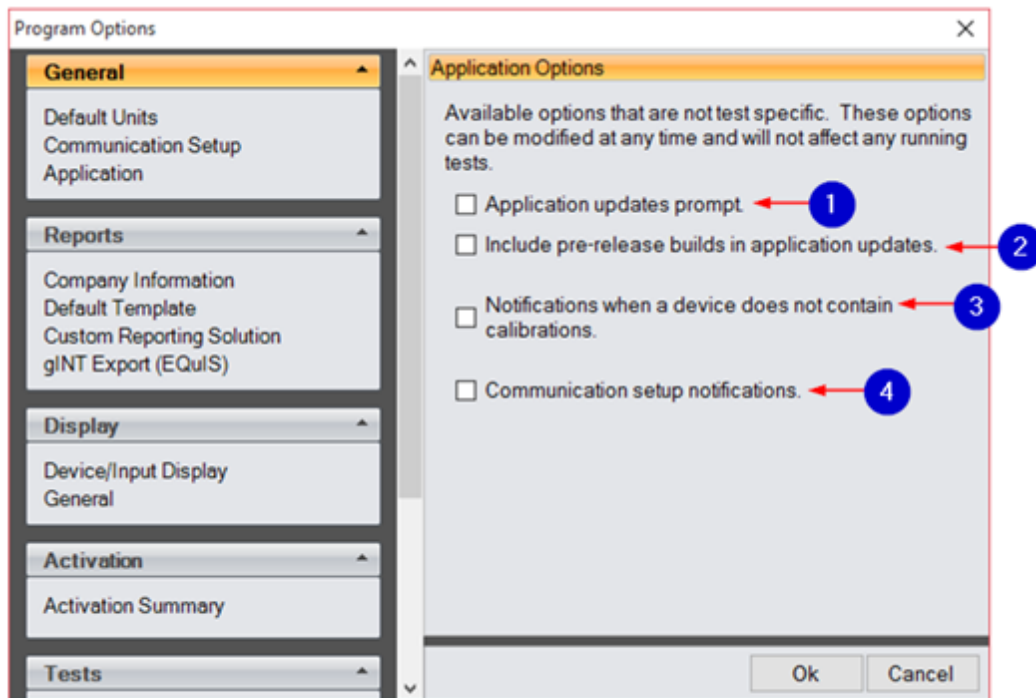 Program Options
General
Default Units
Communication Setup
Application
Reports
Company Information
Default Template
Custom Reporting Solution
gINT Export (EQuIS)
Display
Device/Input Display
General
Activation
Activation Summary
Tests
Application Options
Available options that are not test specific. These options
can be modified at any time and will not affect any running
tests.
Application updates prompt.
1
Include pre-release builds in application updates.
2
Notifications when a device does not contain
3
calibrations.
Communication setup notifications.
4
Ok
Cancel